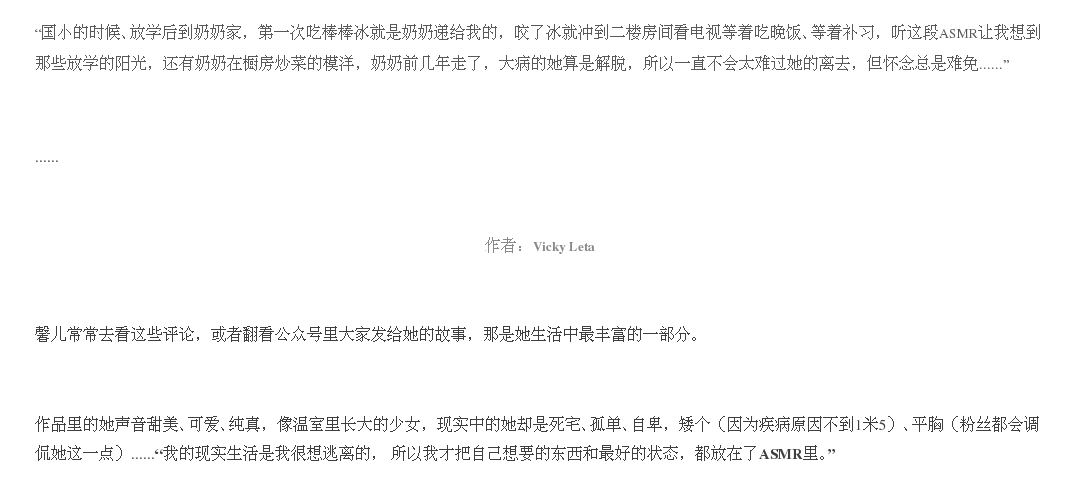 “国小的时候、放学后到奶奶家，第一次吃棒棒冰就是奶奶递给我的，咬了冰就冲到二楼房间看电视等着吃晚饭、等着补习，听这段ASMR让我想到
那些放学的阳光，还有奶奶在橱房炒菜的模洋，奶奶前几年走了，大病的她算是解脱，所以一直不会太难过她的离去，但怀念总是难免......”
......
作者：Vicky Leta
馨儿常常去看这些评论，或者翻看公众号里大家发给她的故事，那是她生活中最丰富的一部分。
作品里的她声音甜美、可爱、纯真，像温室里长大的少女，现实中的她却是死宅、孤单、自卑，矮个（因为疾病原因不到1米5）、平胸（粉丝都会调
侃她这一点）......“我的现实生活是我很想逃离的， 所以我才把自己想要的东西和最好的状态，都放在了ASMR里。”